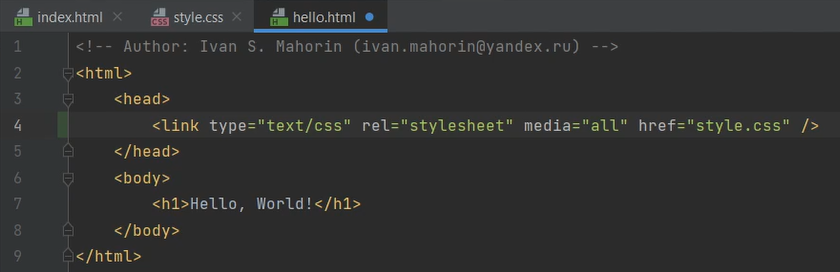 index.html style.css hello.html
1 <!-- Author: Ivan S. Mahorin (ivan.mahorin@yandex.ru) -->
2 <html>
3 <head>
4 <link type="text/css" rel="stylesheet" media="all" href="style.css" />
5 </head>
6 <body>
7 <h1>Hello, World!</h1>
8 </body>
9 </html>